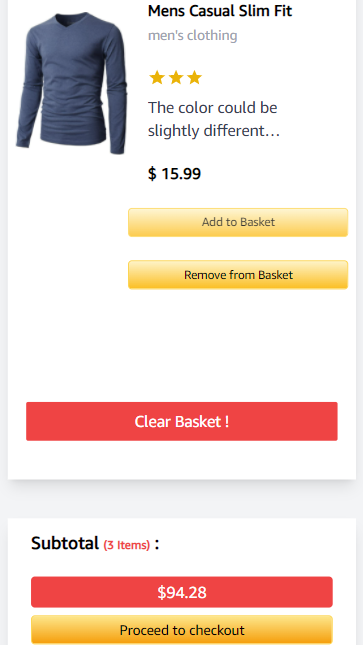 Mens Casual Slim Fit
men's clothing
The color could be
slightly different…
$ 15.99
Add to Basket
Remove from Basket
Clear Basket !
Subtotal (3 Items) :
$94.28
Proceed to checkout